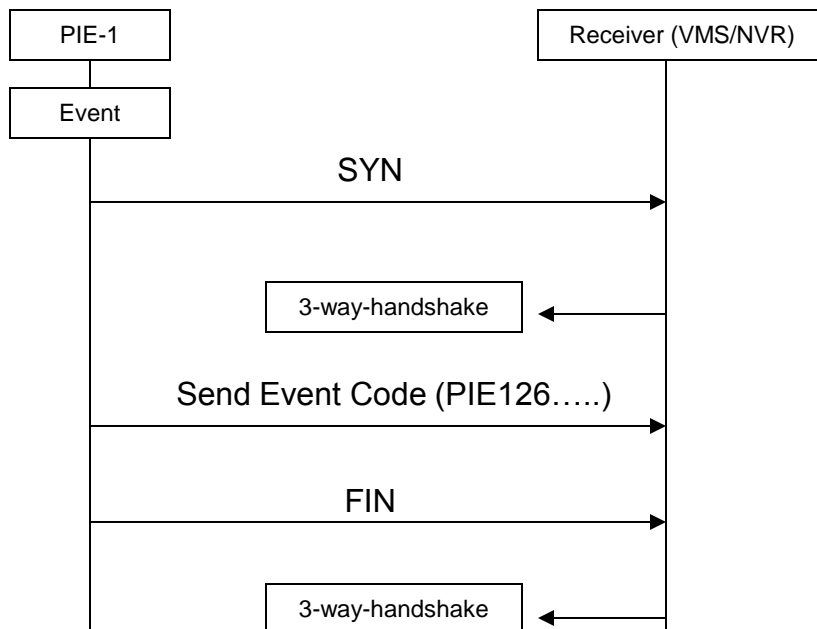 PIE-1
Receiver (VMS/NVR)
Event
SYN
3-way-handshake
Send Event Code (PIE126…..)
FIN
3-way-handshake